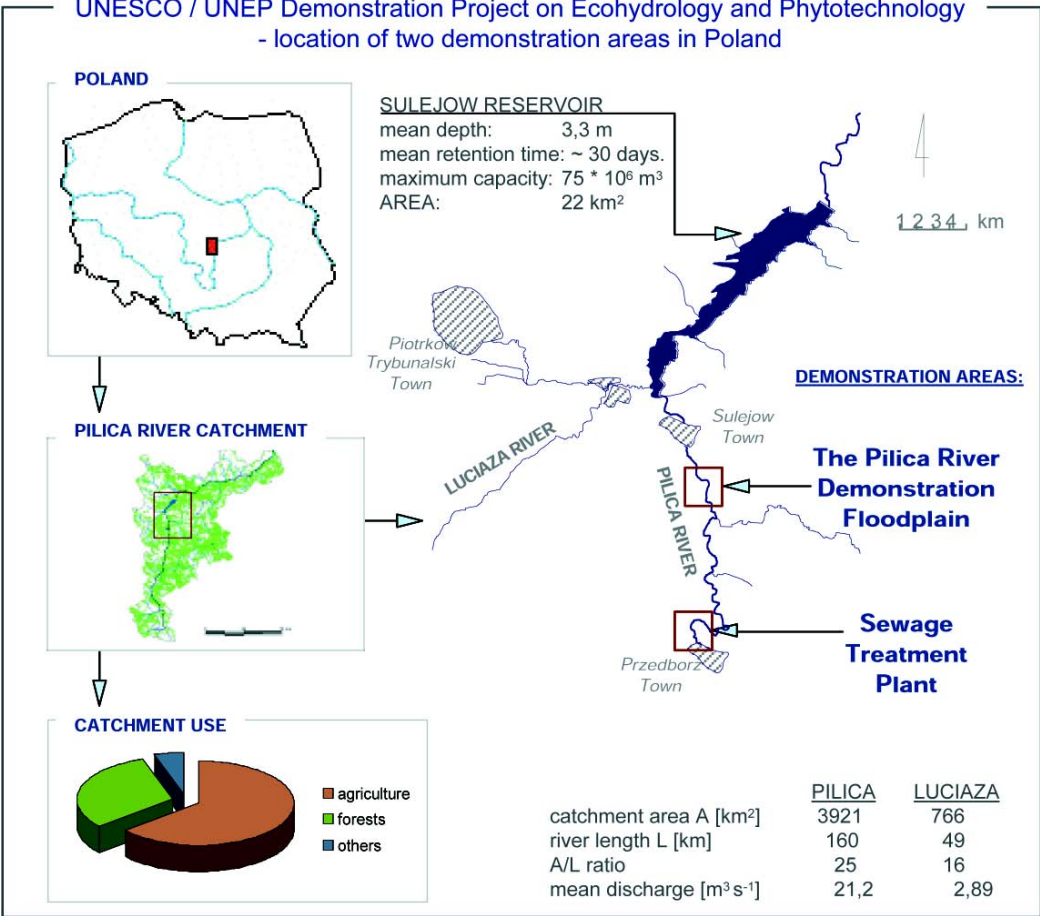 UNESCO / UNEP Demonstration Project on Ecohydrology and Phytotechnology
- location of two demonstration areas in Poland
POLAND
SULEJOW RESERVOIR
mean depth: 3,3 m
mean retention time: ~ 30 days.
maximum capacity: 75 * 10⁶ m³
AREA: 22 km²
1 2 3 4 km
Piotrkow
Trybunalski
Town
DEMONSTRATION AREAS:
Sulejow
Town
LUCIAZA RIVER
PILICA RIVER
The Pilica River
Demonstration
Floodplain
PILICA RIVER CATCHMENT
Sewage
Treatment
Plant
Przedborz
Town
CATCHMENT USE
agriculture
forests
others
PILICA LUCIAZA
catchment area A [km²] 3921 766
river length L [km] 160 49
A/L ratio 25 16
mean discharge [m³ s⁻¹] 21,2 2,89